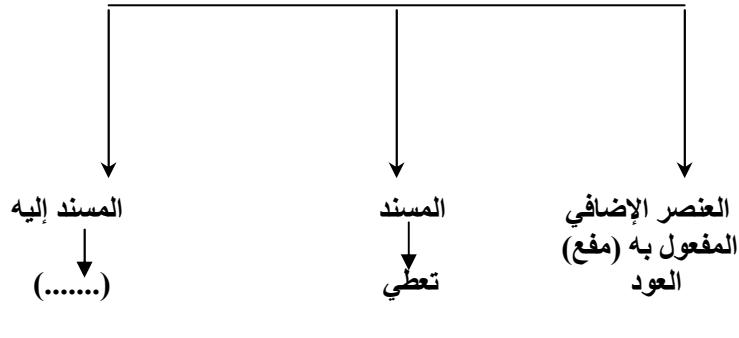 العنصر الإضافي
المفعول به (مفع)
العود
المسند
تعطي
المسند إليه
(.......)